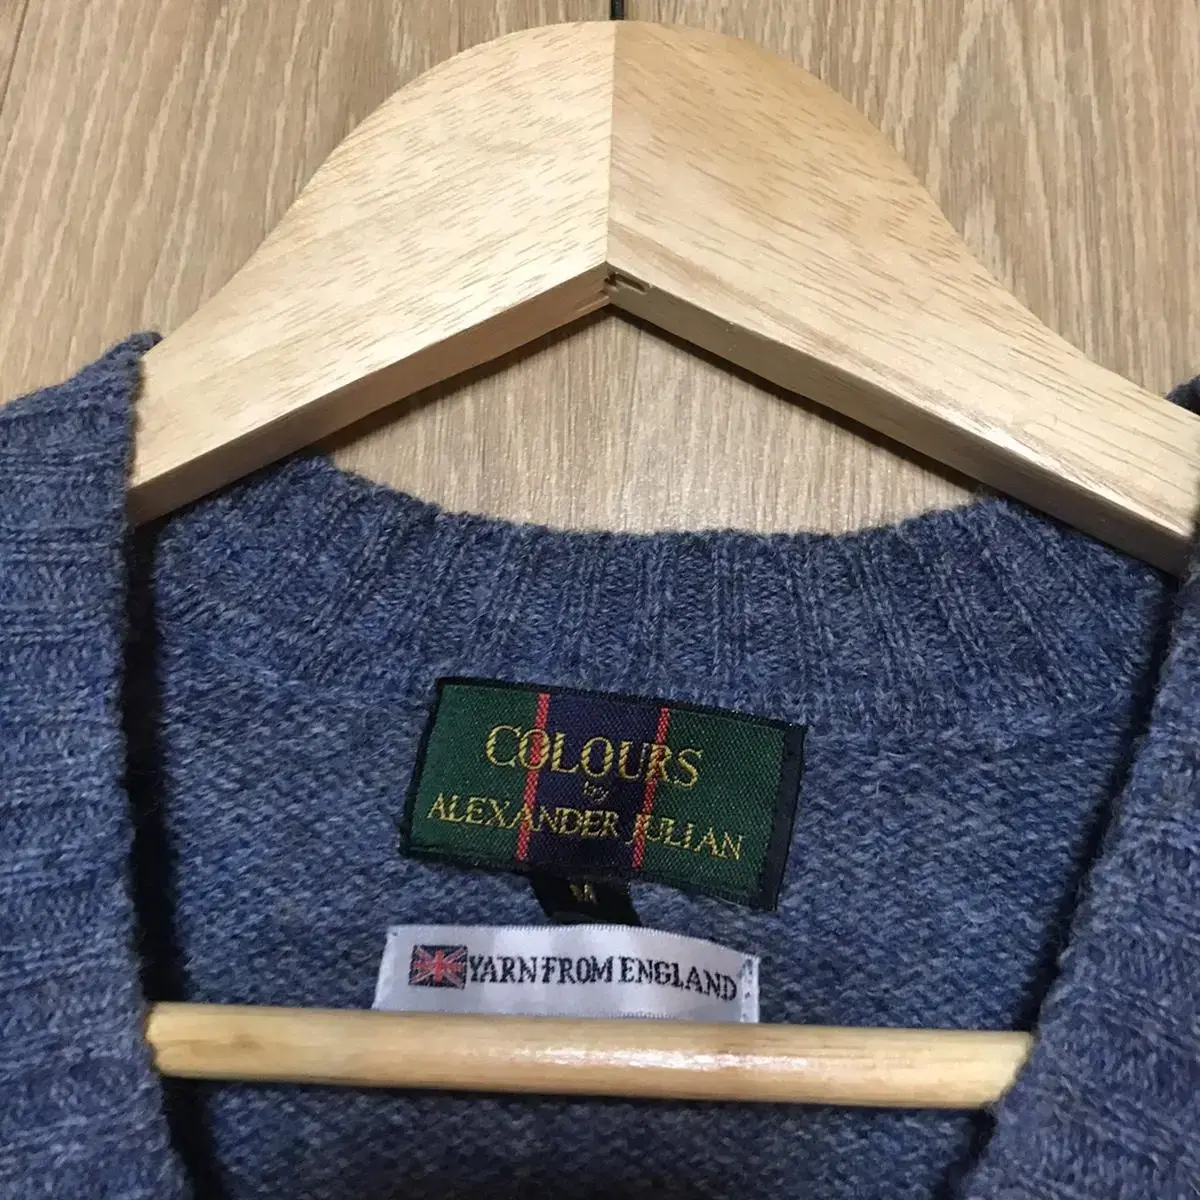 COLOURS
by
ALEXANDER JULIAN
M
YARN FROM ENGLAND